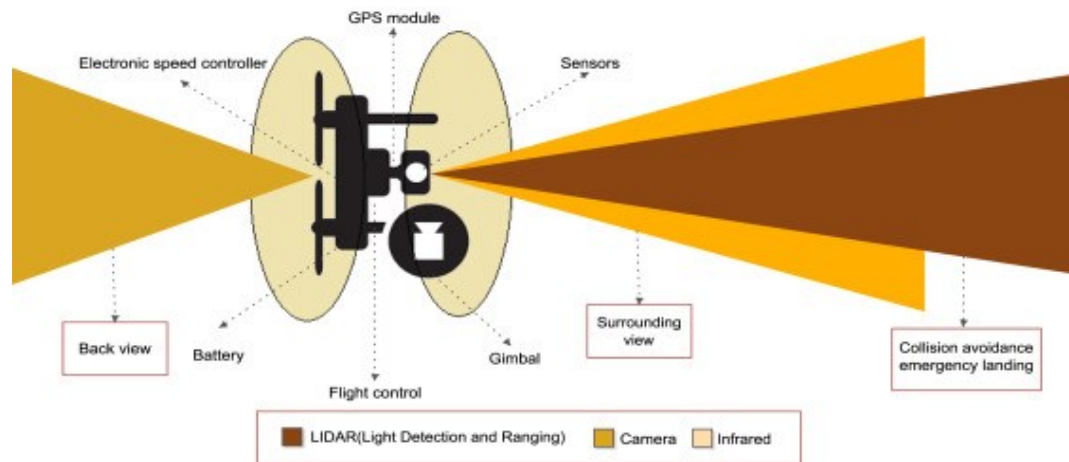 GPS module
Electronic speed controller
Sensors
Back view
Battery
Flight control
Gimbal
Surrounding
view
Collision avoidance
emergency landing
LIDAR(Light Detection and Ranging)
Camera
Infrared